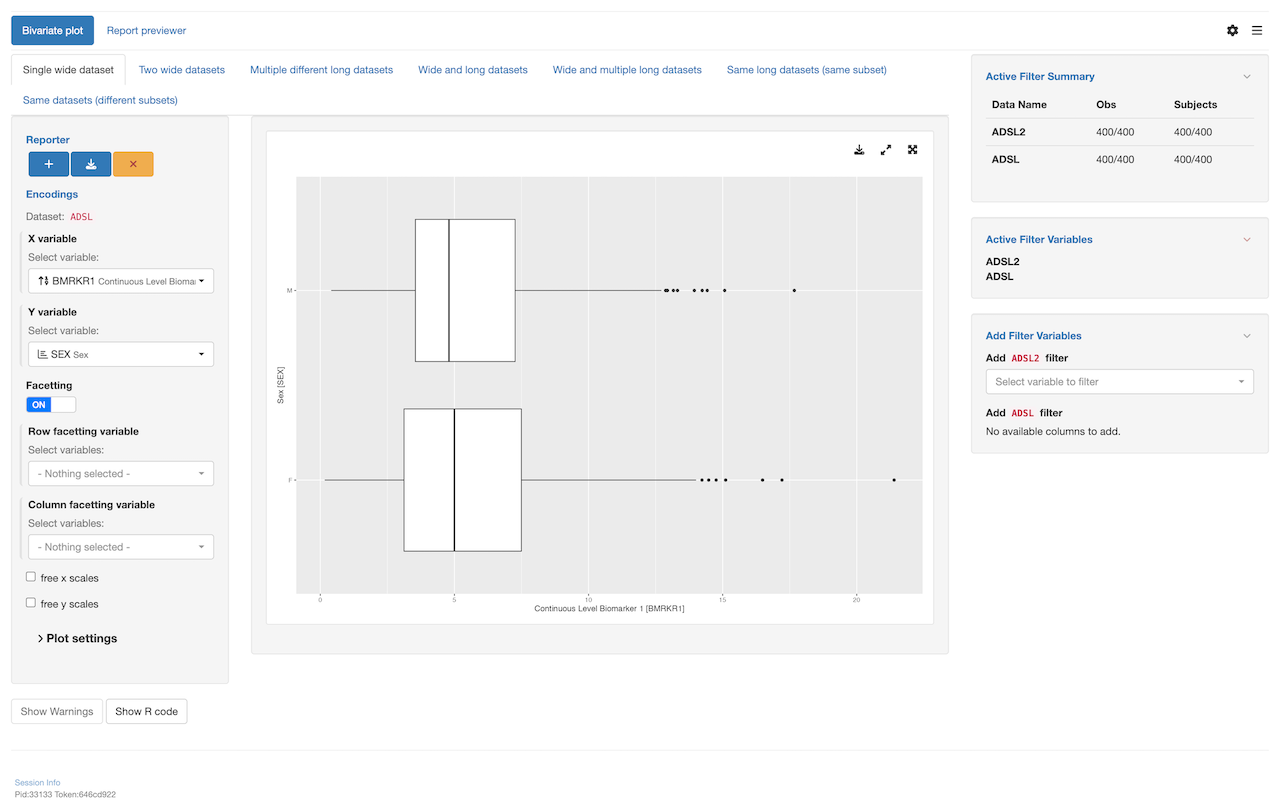 Bivariate plot
Report previewer
Single wide dataset
Two wide datasets
Multiple different long datasets
Wide and long datasets
Wide and multiple long datasets
Same long datasets (same subset)
Same datasets (different subsets)
Reporter
Encodings
Dataset: ADSL
X variable
Select variable:
BMRKR1 Continuous Level Biomar
Y variable
Select variable:
SEX Sex
Facetting
ON
Row facetting variable
Select variables:
- Nothing selected -
Column facetting variable
Select variables:
- Nothing selected -
free x scales
free y scales
Plot settings
Show Warnings
Show R code
Sex [SEX]
M
F
0 5 10 15 20
Continuous Level Biomarker 1 [BMRKR1]
Active Filter Summary
Data Name Obs Subjects
ADSL2 400/400 400/400
ADSL 400/400 400/400
Active Filter Variables
ADSL2
ADSL
Add Filter Variables
Add ADSL2 filter
Select variable to filter
Add ADSL filter
No available columns to add.
Session Info
Pid:33133 Token:646cd922